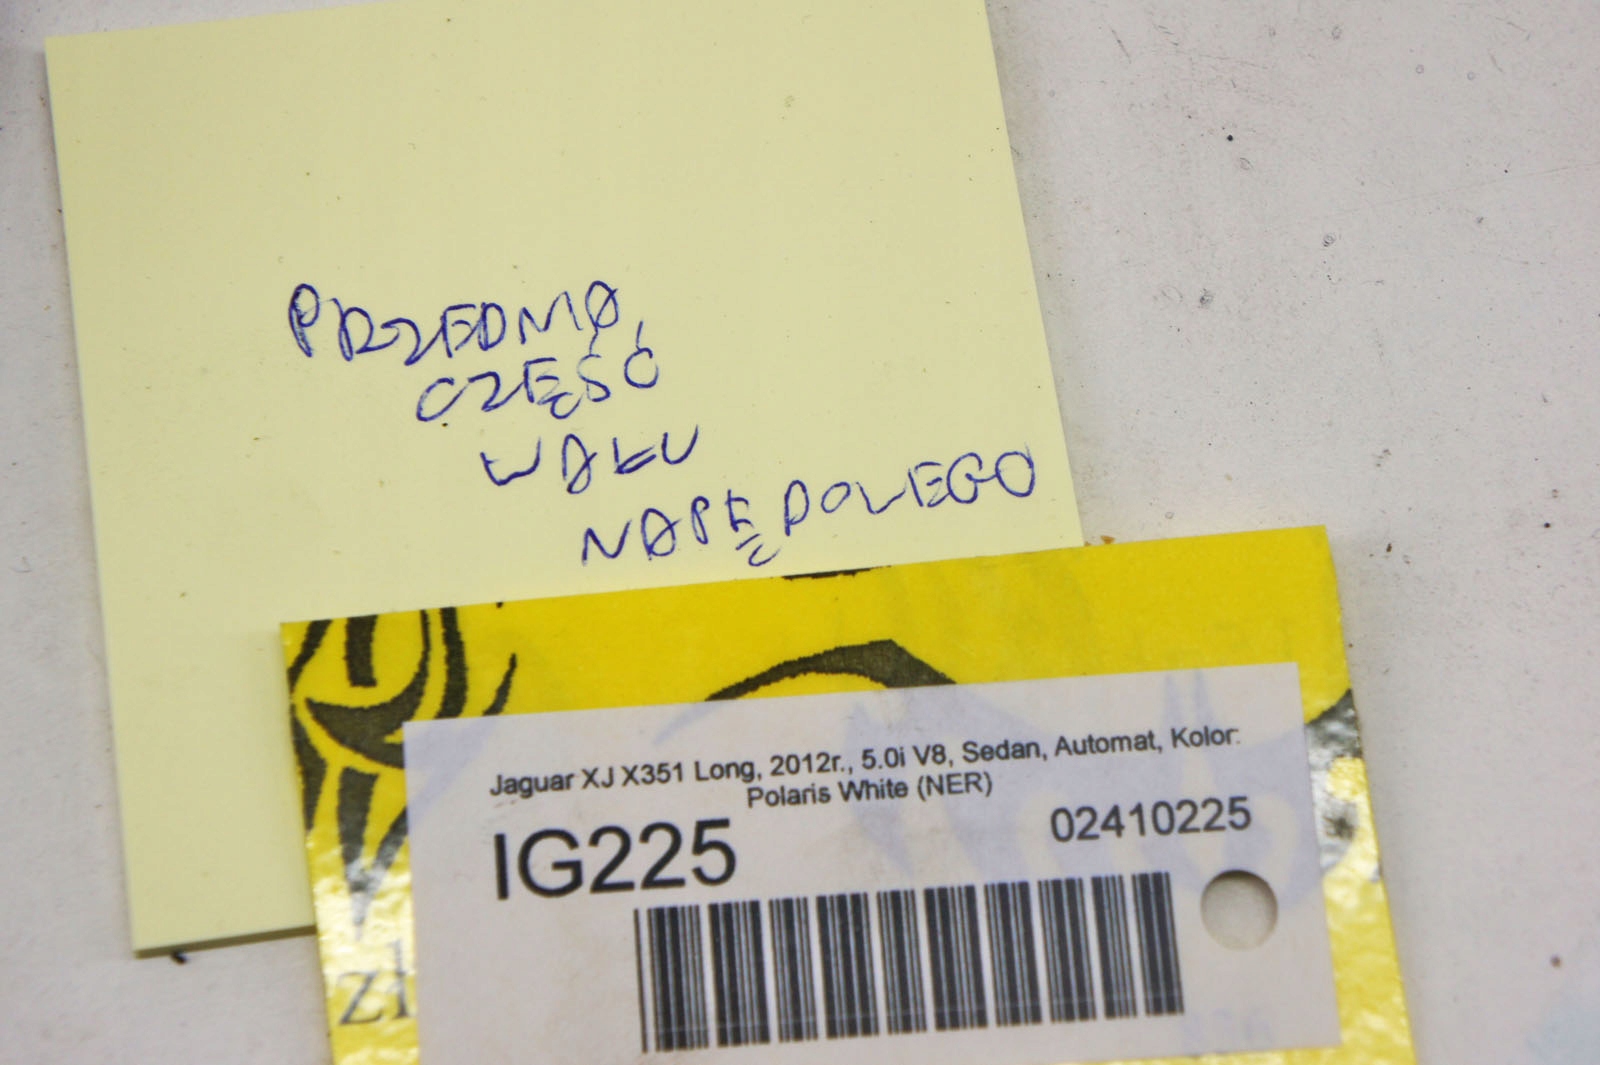 PRZEDNIA
CZĘŚĆ
WAŁU
NAPĘDOWEGO
Jaguar XJ X351 Long, 2012r., 5.0i V8, Sedan, Automat, Kolor:
Polaris White (NER)
IG225
02410225